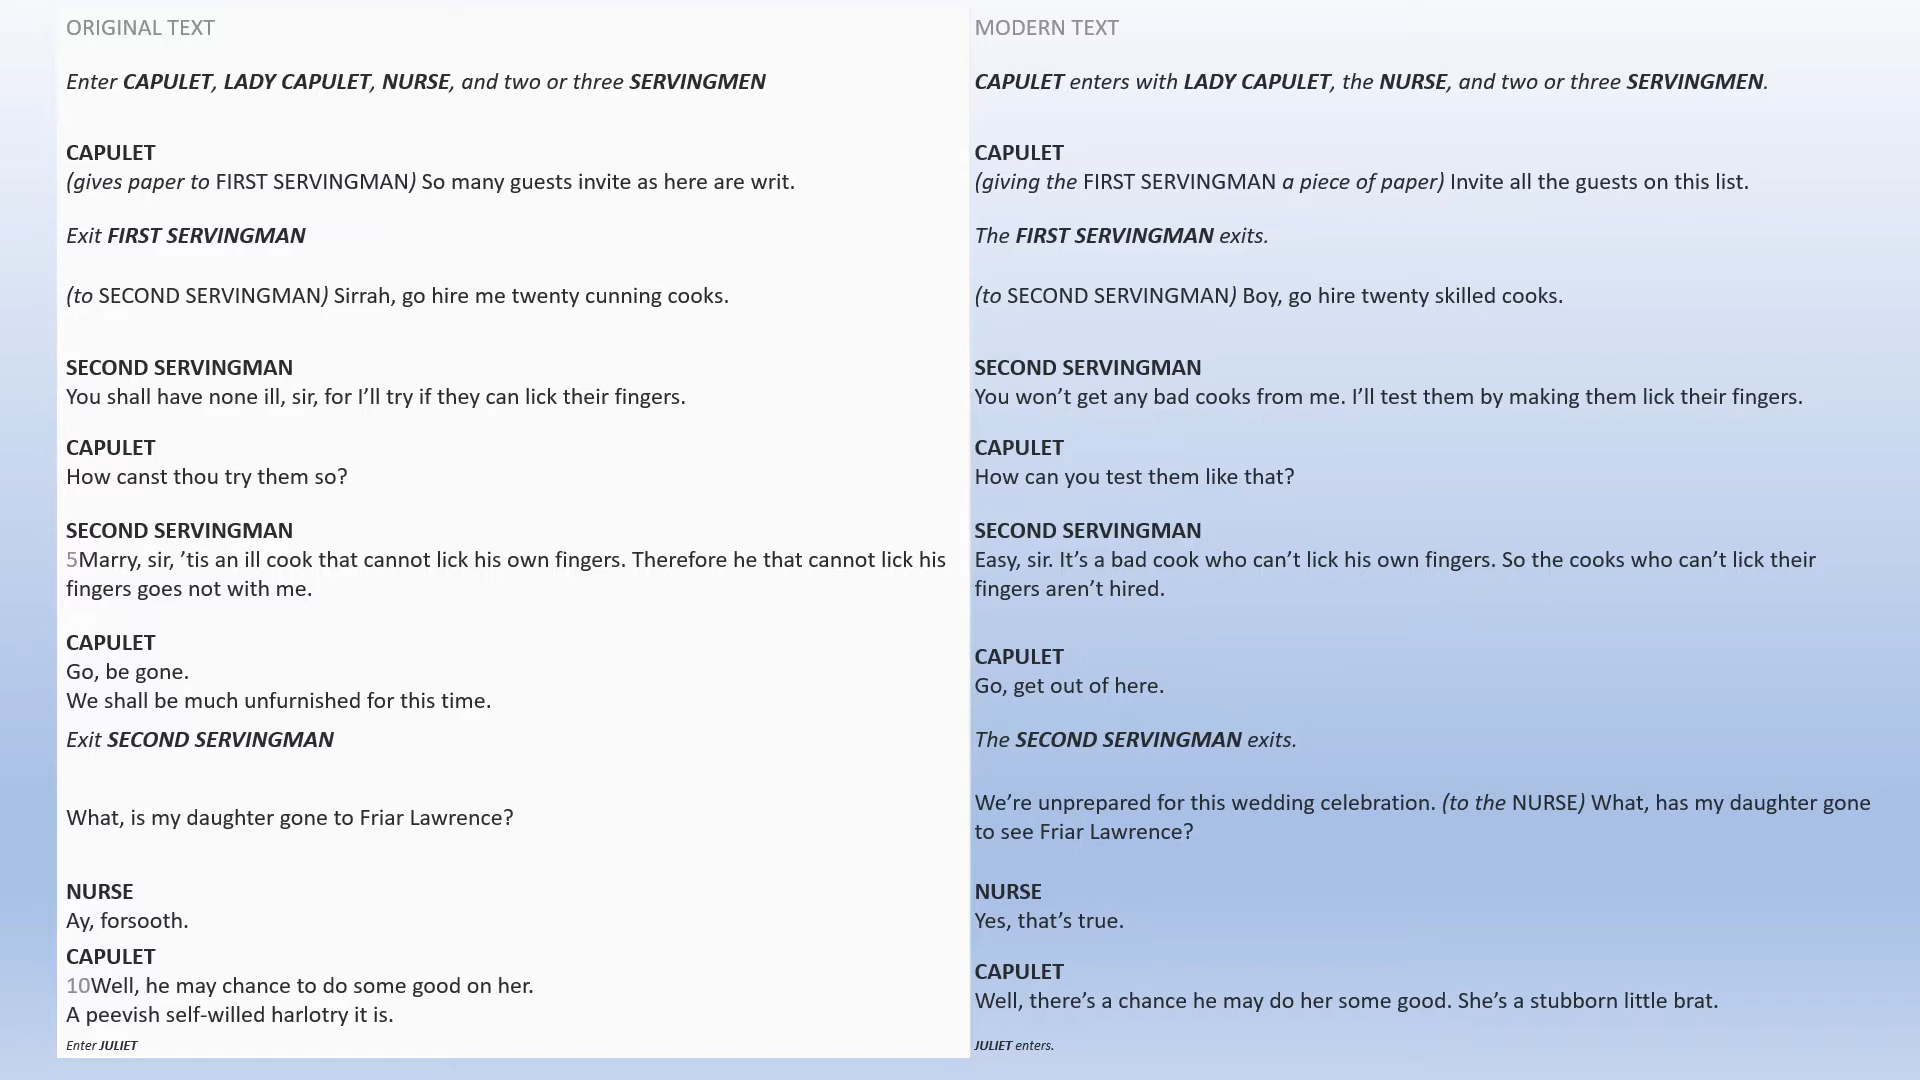 ORIGINAL TEXT
Enter CAPULET, LADY CAPULET, NURSE, and two or three SERVINGMEN
CAPULET
(gives paper to FIRST SERVINGMAN) So many guests invite as here are writ.
Exit FIRST SERVINGMAN
(to SECOND SERVINGMAN) Sirrah, go hire me twenty cunning cooks.
SECOND SERVINGMAN
You shall have none ill, sir, for I’ll try if they can lick their fingers.
CAPULET
How canst thou try them so?
SECOND SERVINGMAN
5Marry, sir, ’tis an ill cook that cannot lick his own fingers. Therefore he that cannot lick his
fingers goes not with me.
CAPULET
Go, be gone.
We shall be much unfurnished for this time.
Exit SECOND SERVINGMAN
What, is my daughter gone to Friar Lawrence?
NURSE
Ay, forsooth.
CAPULET
10Well, he may chance to do some good on her.
A peevish self-willed harlotry it is.
Enter JULIET
MODERN TEXT
CAPULET enters with LADY CAPULET, the NURSE, and two or three SERVINGMEN.
CAPULET
(giving the FIRST SERVINGMAN a piece of paper) Invite all the guests on this list.
The FIRST SERVINGMAN exits.
(to SECOND SERVINGMAN) Boy, go hire twenty skilled cooks.
SECOND SERVINGMAN
You won’t get any bad cooks from me. I’ll test them by making them lick their fingers.
CAPULET
How can you test them like that?
SECOND SERVINGMAN
Easy, sir. It’s a bad cook who can’t lick his own fingers. So the cooks who can’t lick their
fingers aren’t hired.
CAPULET
Go, get out of here.
The SECOND SERVINGMAN exits.
We’re unprepared for this wedding celebration. (to the NURSE) What, has my daughter gone
to see Friar Lawrence?
NURSE
Yes, that’s true.
CAPULET
Well, there’s a chance he may do her some good. She’s a stubborn little brat.
JULIET enters.